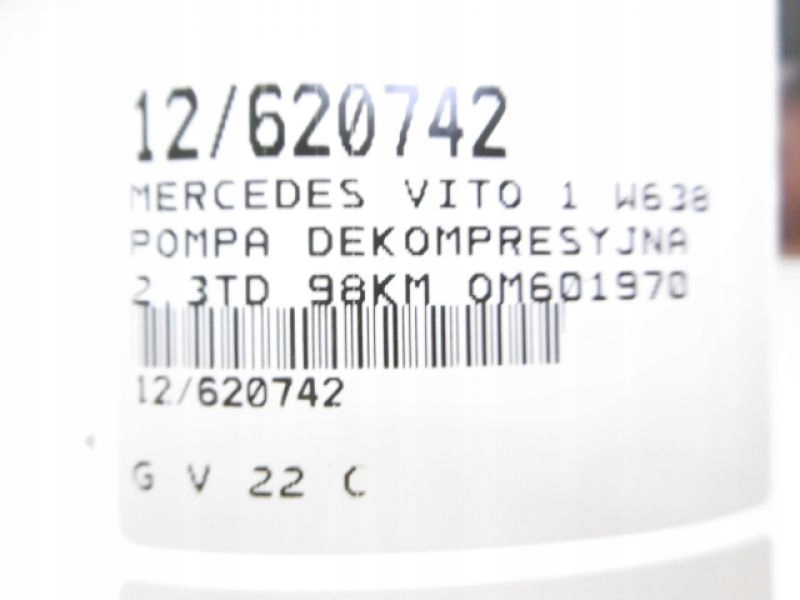 12/620742
MERCEDES VITO 1 W638
POMPA DEKOMPRESYJNA
2.3TD 98KM OM601970
12/620742
G V 22 C